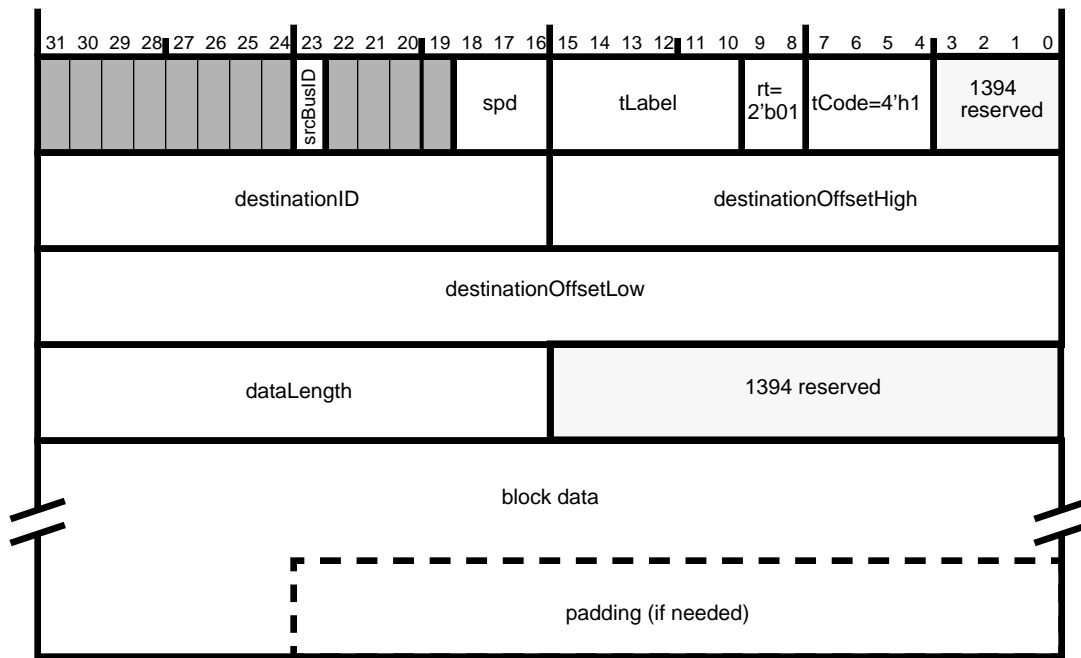 31 30 29 28 27 26 25 24 23 22 21 20 19 18 17 16 15 14 13 12 11 10 9 8 7 6 5 4 3 2 1 0
srcBusID
spd
tLabel
rt=
2'b01
tCode=4'h1
1394
reserved
destinationID
destinationOffsetHigh
destinationOffsetLow
dataLength
1394 reserved
block data
padding (if needed)